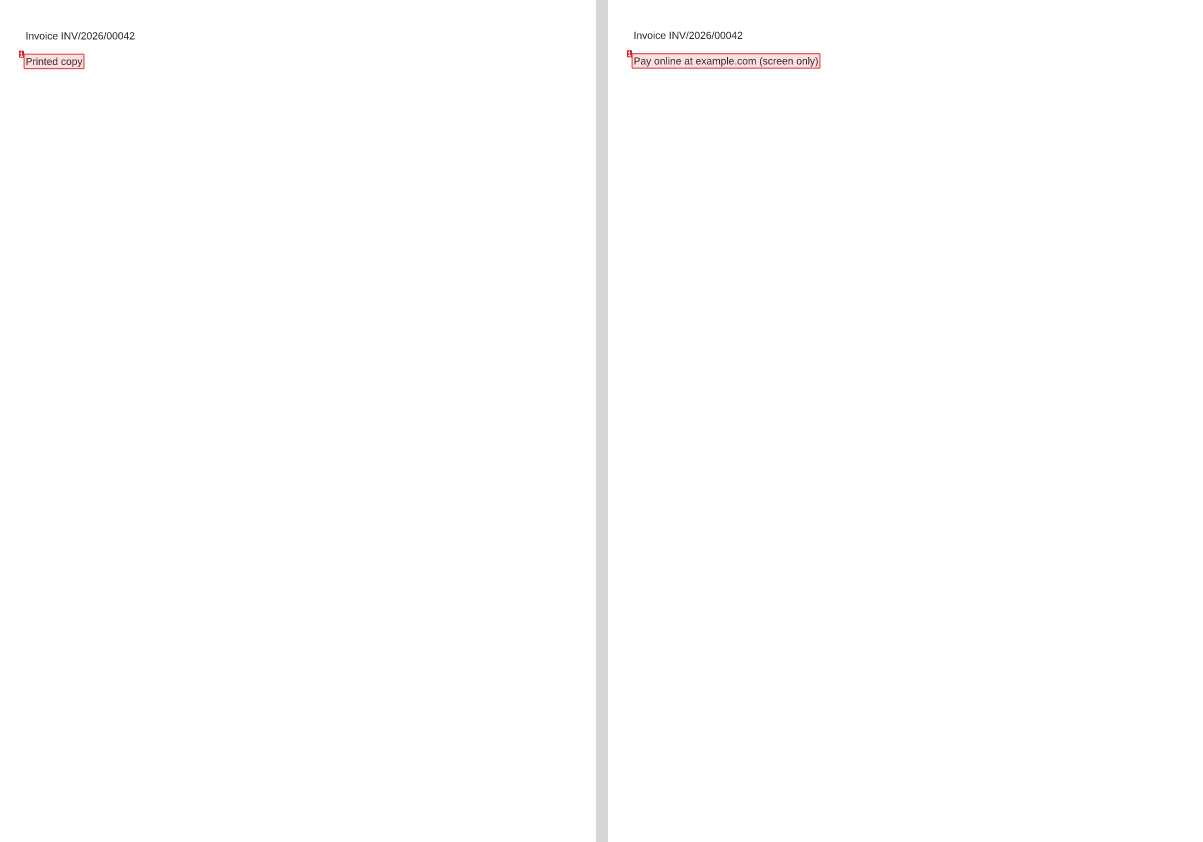 Invoice INV/2026/00042
Printed copy
Invoice INV/2026/00042
Pay online at example.com (screen only)